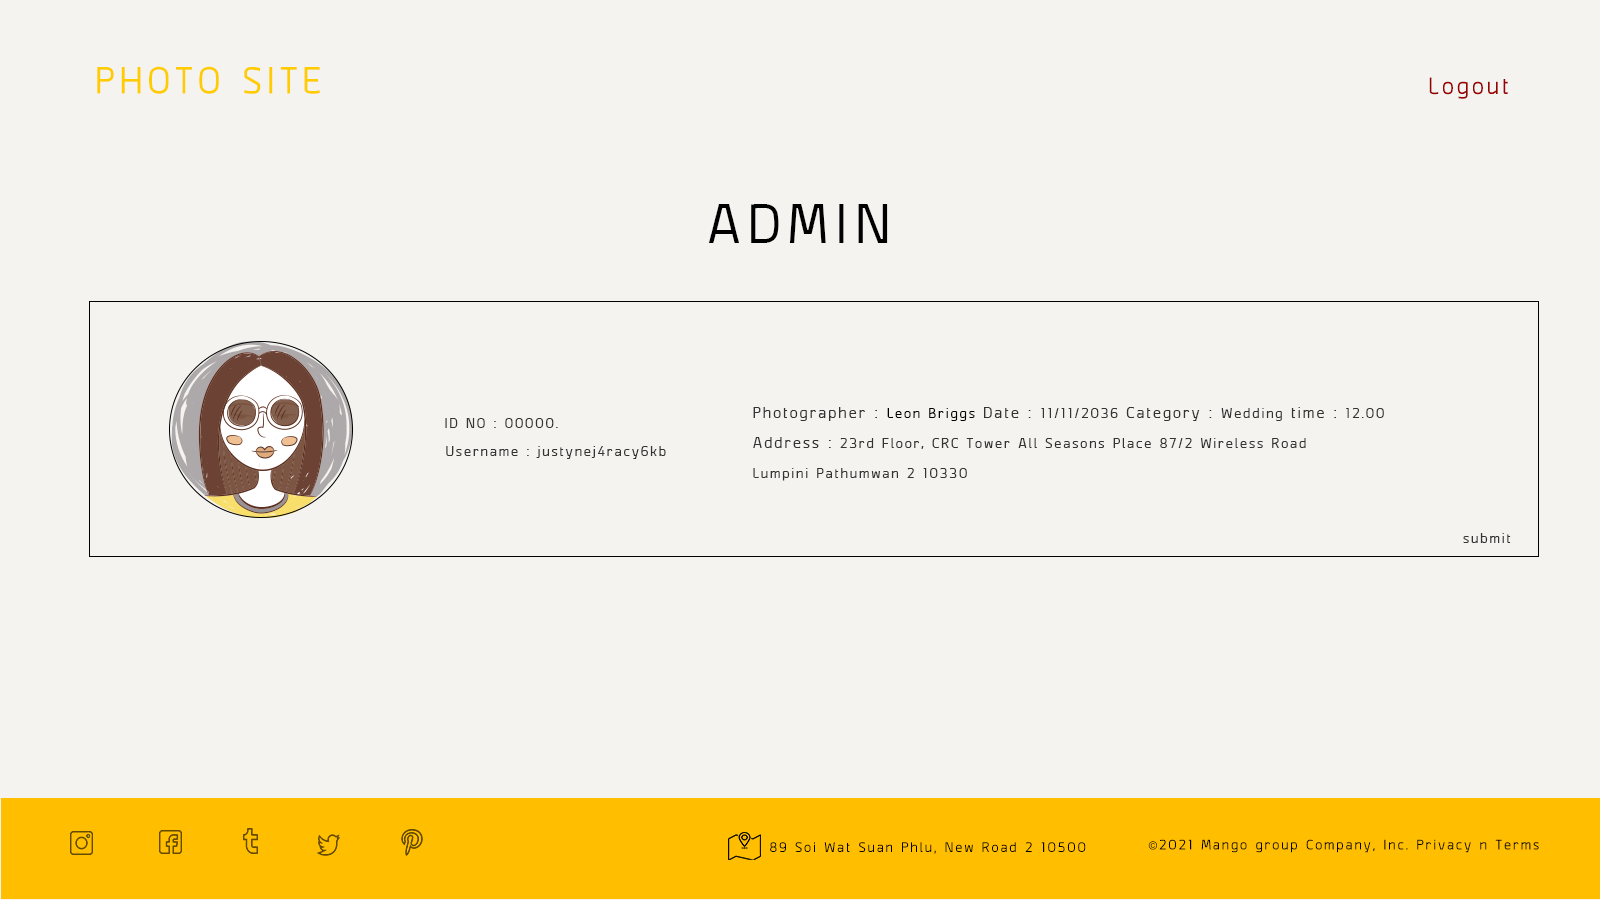 PHOTO SITE
Logout
ADMIN
ID NO : 00000.
Username : justynej4racy6kb
Photographer : Leon Briggs Date : 11/11/2036 Category : Wedding time : 12.00
Address : 23rd Floor, CRC Tower All Seasons Place 87/2 Wireless Road
Lumpini Pathumwan 2 10330
submit
89 Soi Wat Suan Phlu, New Road 2 10500
©2021 Mango group Company, Inc. Privacy n Terms